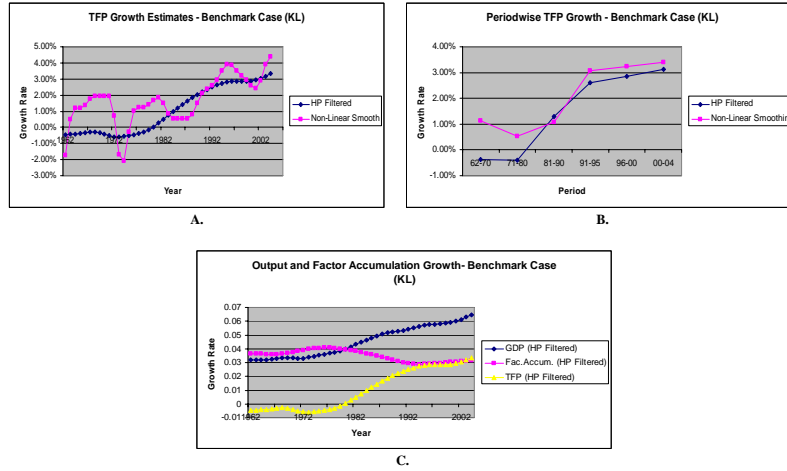 TFP Growth Estimates - Benchmark Case (KL)
5.00%
4.00%
3.00%
2.00%
1.00%
0.00%
-1.00%
-2.00%
-3.00%
1962
1972
1982
1992
2002
Growth Rate
Year
HP Filtered
Non-Linear Smooth
A.
Periodwise TFP Growth - Benchmark Case (KL)
4.00%
3.00%
2.00%
1.00%
0.00%
-1.00%
62-70
71-80
81-90
91-95
96-00
00-04
Growth Rate
Period
HP Filtered
Non-Linear Smoothin
B.
Output and Factor Accumulation Growth- Benchmark Case
(KL)
0.07
0.06
0.05
0.04
0.03
0.02
0.01
0
-0.01
1962
1972
1982
1992
2002
Growth Rate
Year
GDP (HP Filtered)
Fac.Accum. (HP Filtered)
TFP (HP Filtered)
C.